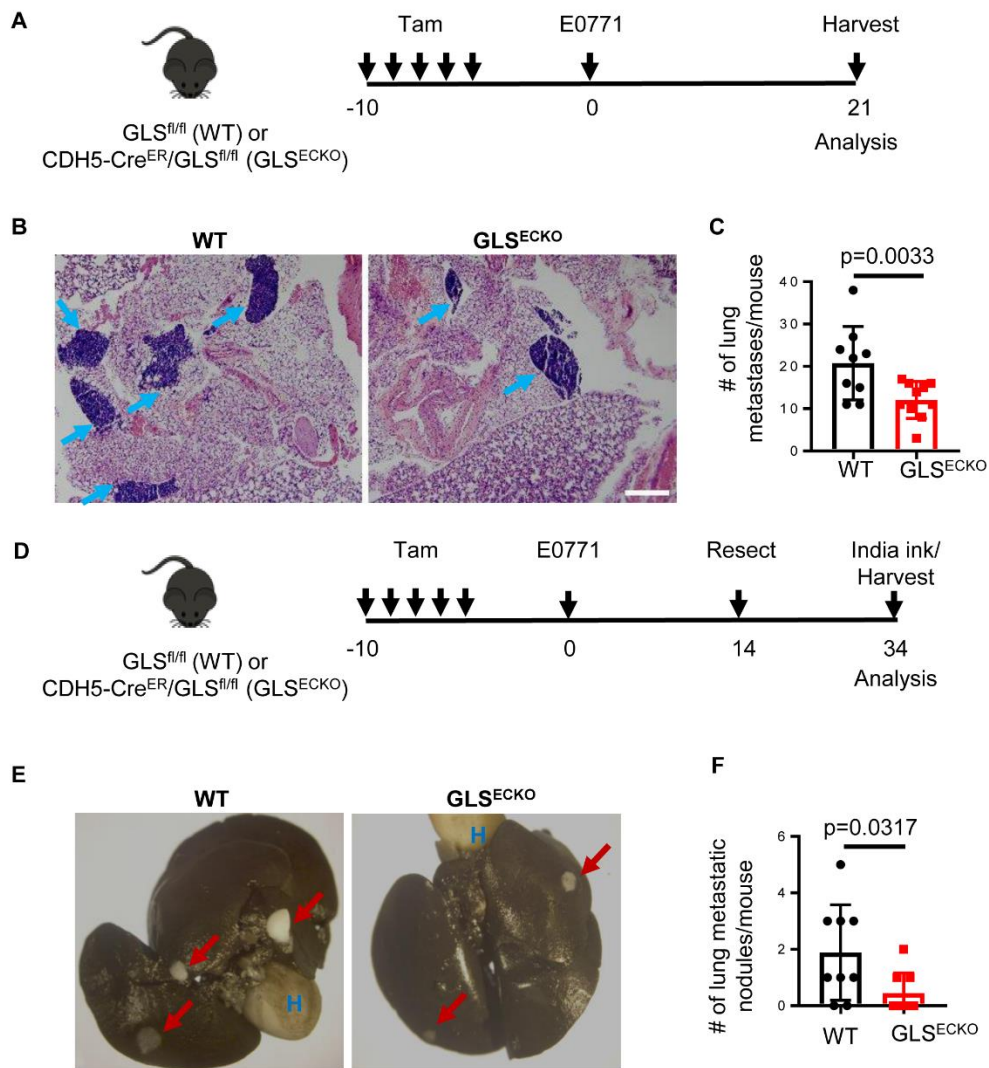 A
Tam E0771 Harvest
-10 0 21
Analysis
GLSfl/fl (WT) or
CDH5-CreER/GLSfl/fl (GLSECKO)
B
WT GLSECKO
C
p=0.0033
# of lung
metastases/mouse
40
30
20
10
0
WT GLSECKO
D
Tam E0771 Resect India ink/
Harvest
-10 0 14 34
Analysis
GLSfl/fl (WT) or
CDH5-CreER/GLSfl/fl (GLSECKO)
E
WT GLSECKO
H
H
F
p=0.0317
# of lung metastatic
nodules/mouse
6
4
2
0
WT GLSECKO